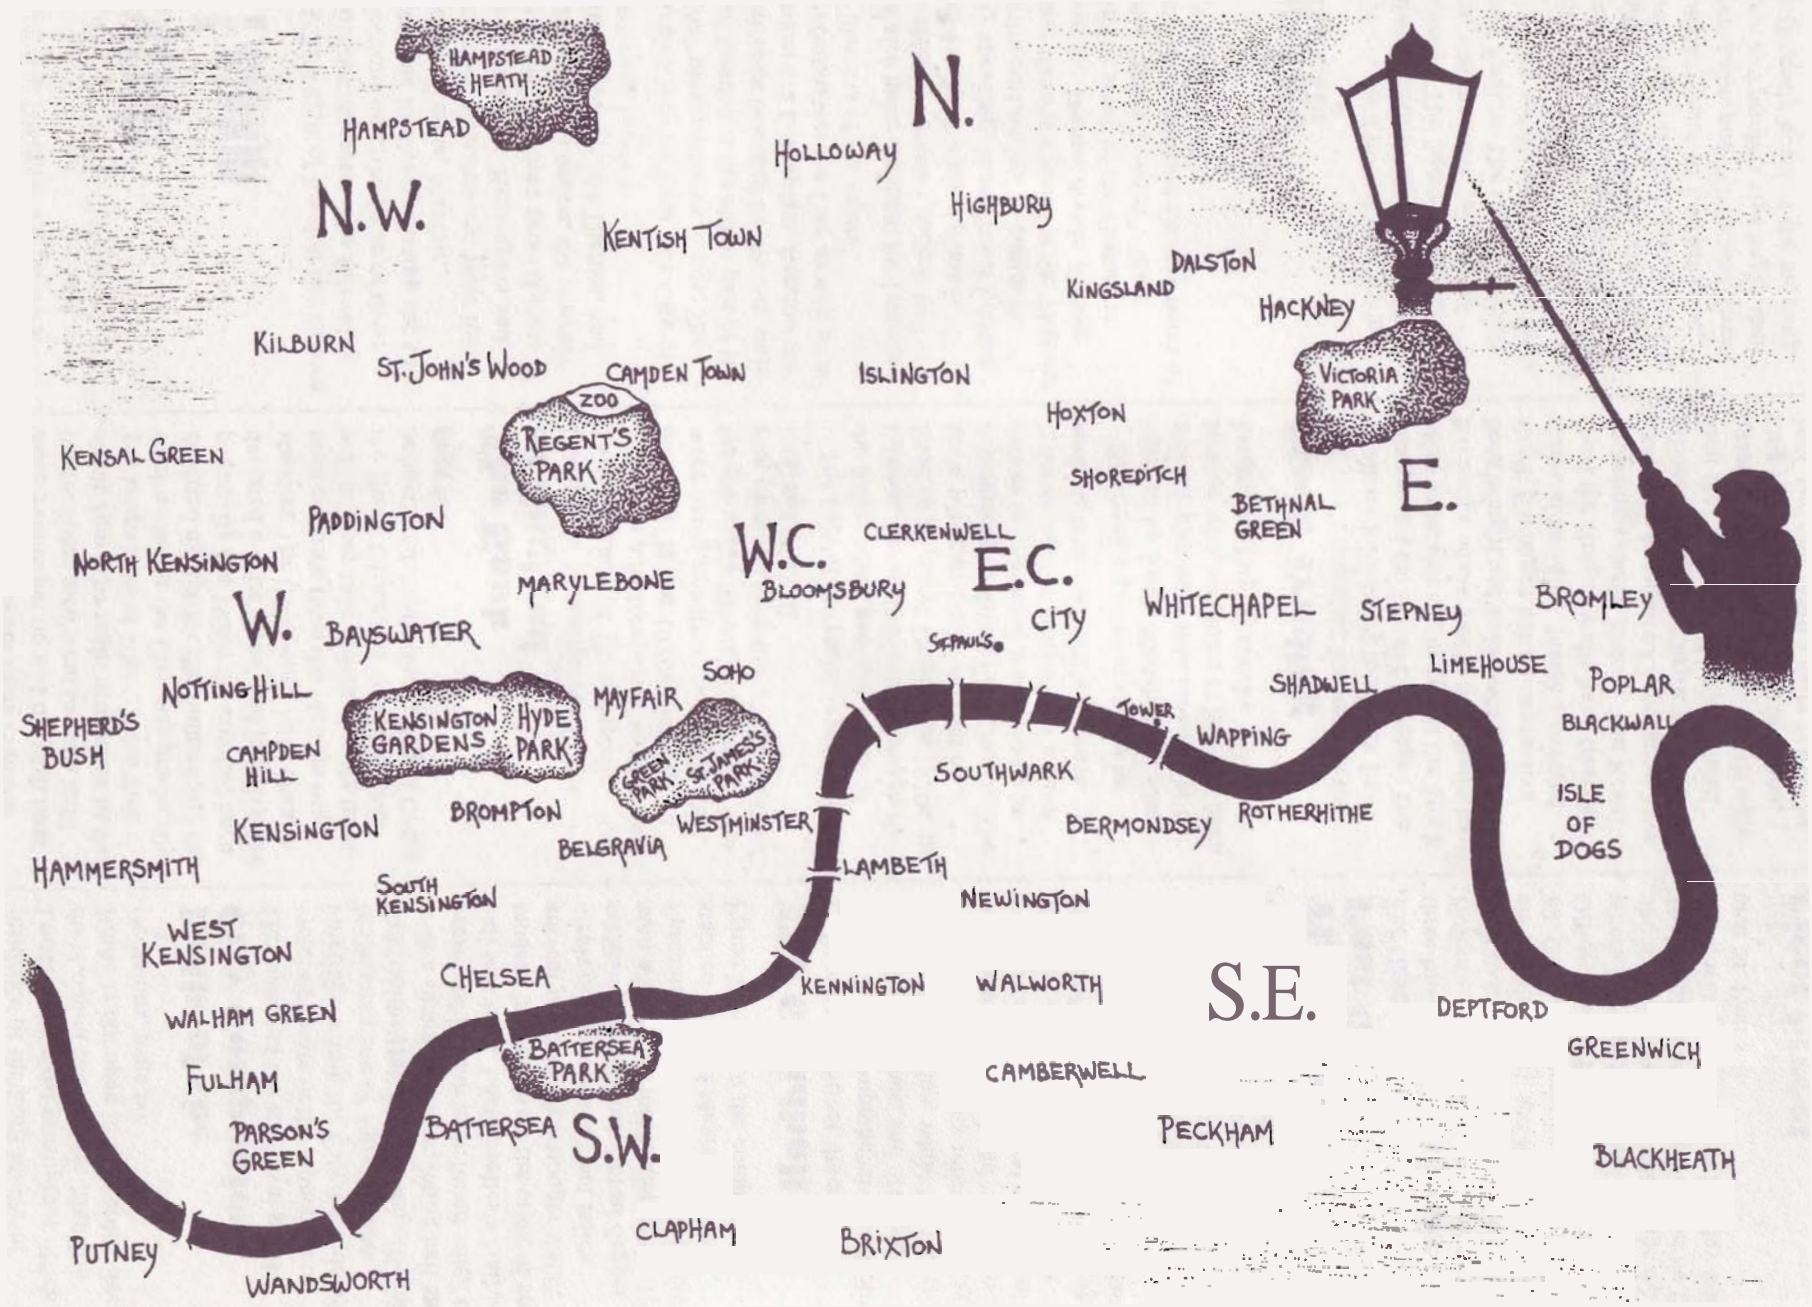 HAMPSTEAD
HEATH
HAMPSTEAD
N.
HOLLOWAY
N.W.
HIGHBURY
KENTISH TOWN
DALSTON
KINGSLAND
HACKNEY
KILBURN
ST. JOHN'S WOOD
CAMDEN TOWN
ISLINGTON
VICTORIA
PARK
ZOO
REGENT'S
PARK
HOXTON
KENSAL GREEN
SHOREDITCH
E.
BETHNAL
GREEN
PADDINGTON
W.C.
CLERKENWELL
NORTH KENSINGTON
MARYLEBONE
BLOOMSBURY
E.C.
CITY
WHITECHAPEL
STEPNEY
BROMLEY
W.
BAYSWATER
ST. PAUL'S
SOHO
LIMEHOUSE
SHADWELL
POPLAR
NOTTING HILL
MAYFAIR
SHEPHERD'S
BUSH
KENSINGTON
GARDENS
HYDE
PARK
TOWER
BLACKWALL
WAPPING
CAMPDEN
HILL
GREEN
PARK
ST. JAMES'S
PARK
SOUTHWARK
ISLE
OF
DOGS
BROMPTON
KENSINGTON
WESTMINSTER
BERMONDSEY
ROTHERHITHE
BELGRAVIA
HAMMERSMITH
LAMBETH
SOUTH
KENSINGTON
NEWINGTON
WEST
KENSINGTON
CHELSEA
KENNINGTON
WALWORTH
S.E.
DEPTFORD
WALHAM GREEN
BATTERSEA
PARK
GREENWICH
FULHAM
CAMBERWELL
PARSON'S
GREEN
BATTERSEA
S.W.
PECKHAM
BLACKHEATH
CLAPHAM
BRIXTON
PUTNEY
WANDSWORTH